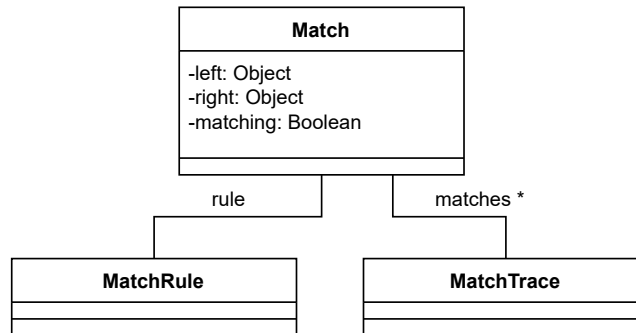 Match
-left: Object
-right: Object
-matching: Boolean
rule
matches *
MatchRule
MatchTrace